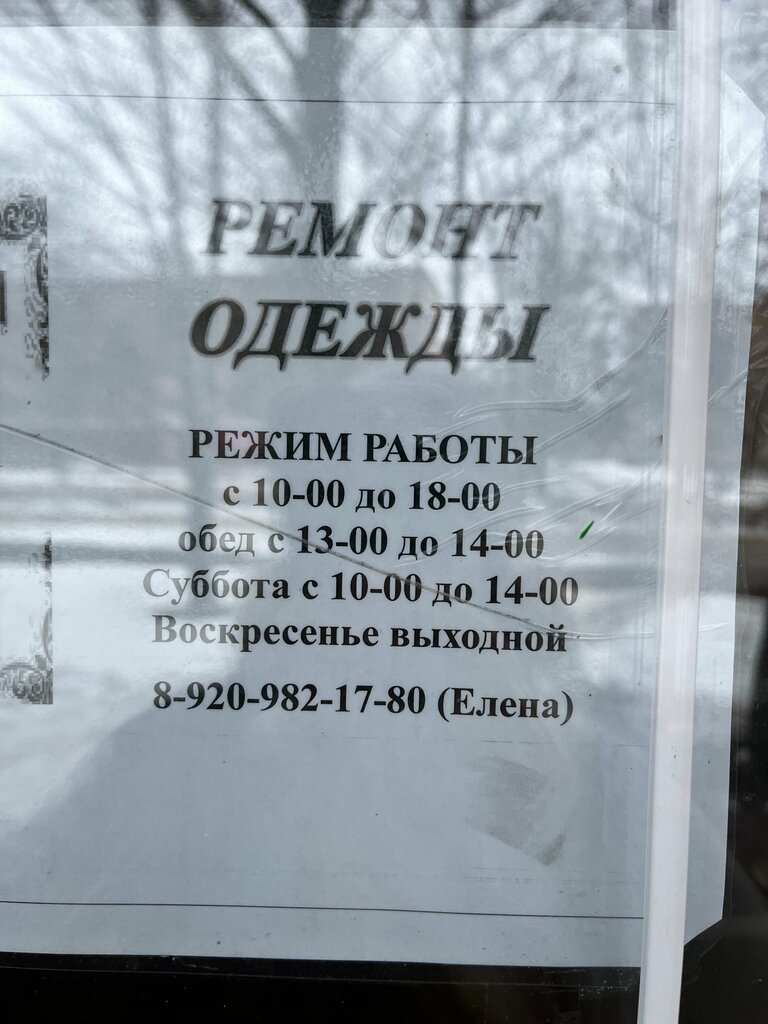 РЕМОНТ
ОДЕЖДЫ
РЕЖИМ РАБОТЫ
с 10-00 до 18-00
обед с 13-00 до 14-00
Суббота с 10-00 до 14-00
Воскресенье выходной
8-920-982-17-80 (Елена)